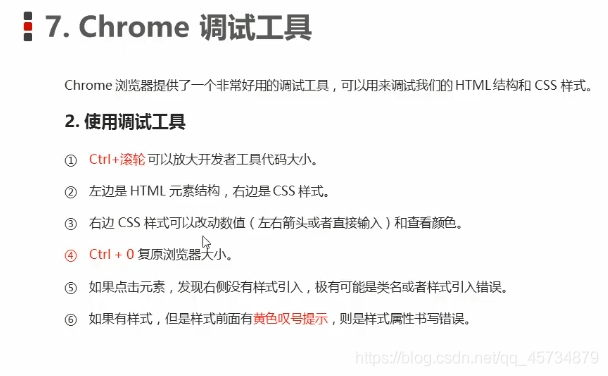 7. Chrome 调试工具
Chrome 浏览器提供了一个非常好用的调试工具，可以用来调试我们的 HTML结构和 CSS 样式。
2. 使用调试工具
① Ctrl+滚轮 可以放大开发者工具代码大小。
② 左边是 HTML 元素结构，右边是 CSS 样式。
③ 右边 CSS 样式可以改动数值（左右箭头或者直接输入）和查看颜色。
④ Ctrl + 0 复原浏览器大小。
⑤ 如果点击元素，发现右侧没有样式引入，极有可能是类名或者样式引入错误。
⑥ 如果有样式，但是样式前面有黄色叹号提示，则是样式属性书写错误。
https://blog.csdn.net/qq_45734879